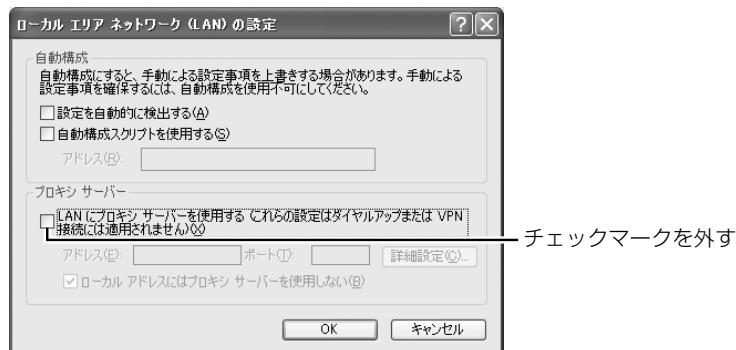 ローカル エリア ネットワーク (LAN) の設定
自動構成
自動構成にすると、手動による設定事項を上書きする場合があります。手動による
設定事項を確保するには、自動構成を使用不可にしてください。
設定を自動的に検出する(A)
自動構成スクリプトを使用する(S)
アドレス(R):
プロキシ サーバー
LAN にプロキシ サーバーを使用する (これらの設定はダイヤルアップまたは VPN
接続には適用されません)(X)
チェックマークを外す
アドレス(E): ポート(T): 詳細設定(C)...
ローカル アドレスにはプロキシ サーバーを使用しない(B)
OK キャンセル